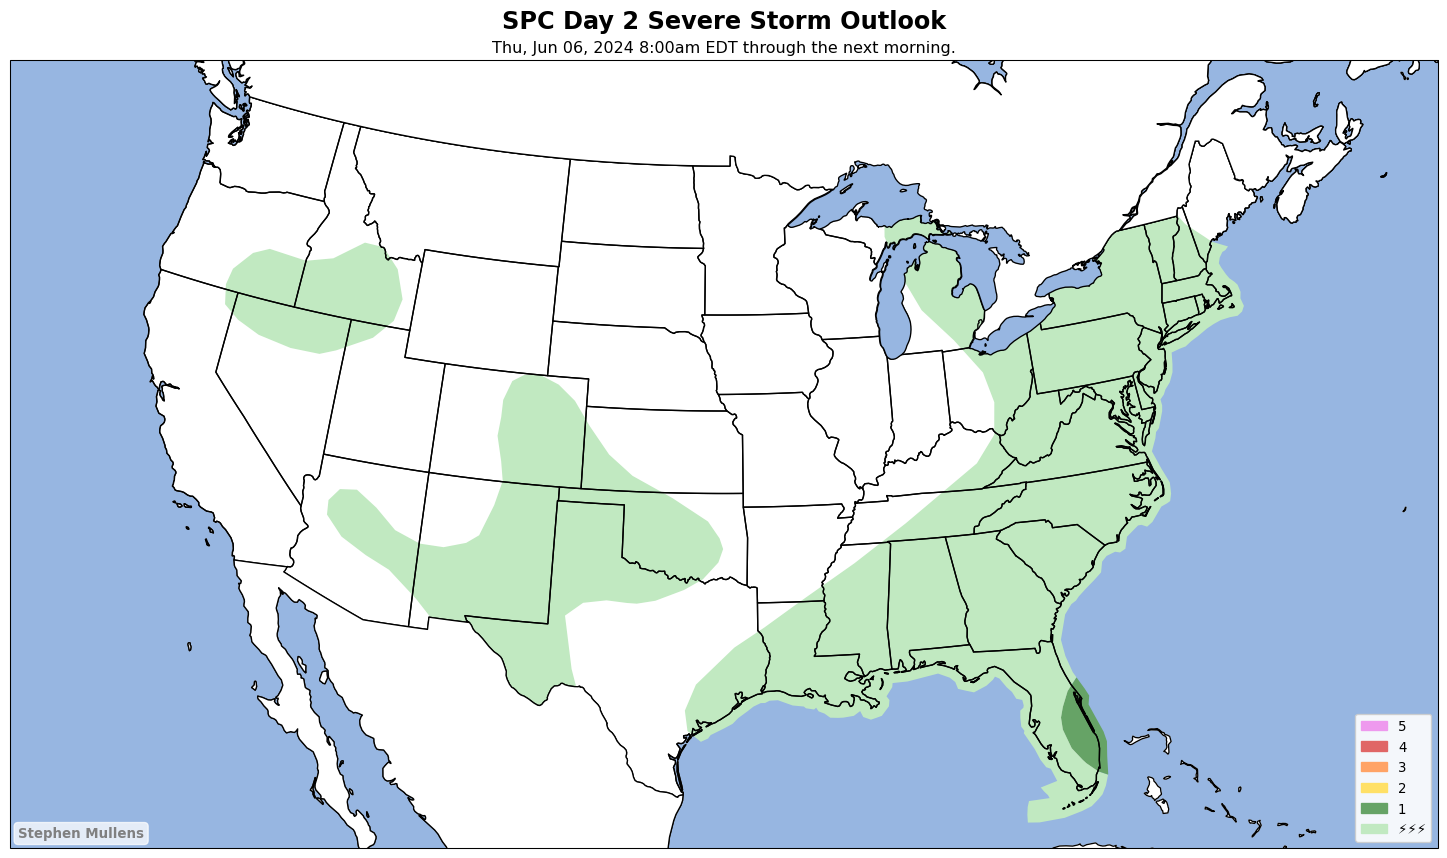 SPC Day 2 Severe Storm Outlook
Thu, Jun 06, 2024 8:00am EDT through the next morning.
5
4
3
2
1
⚡⚡⚡
Stephen Mullens